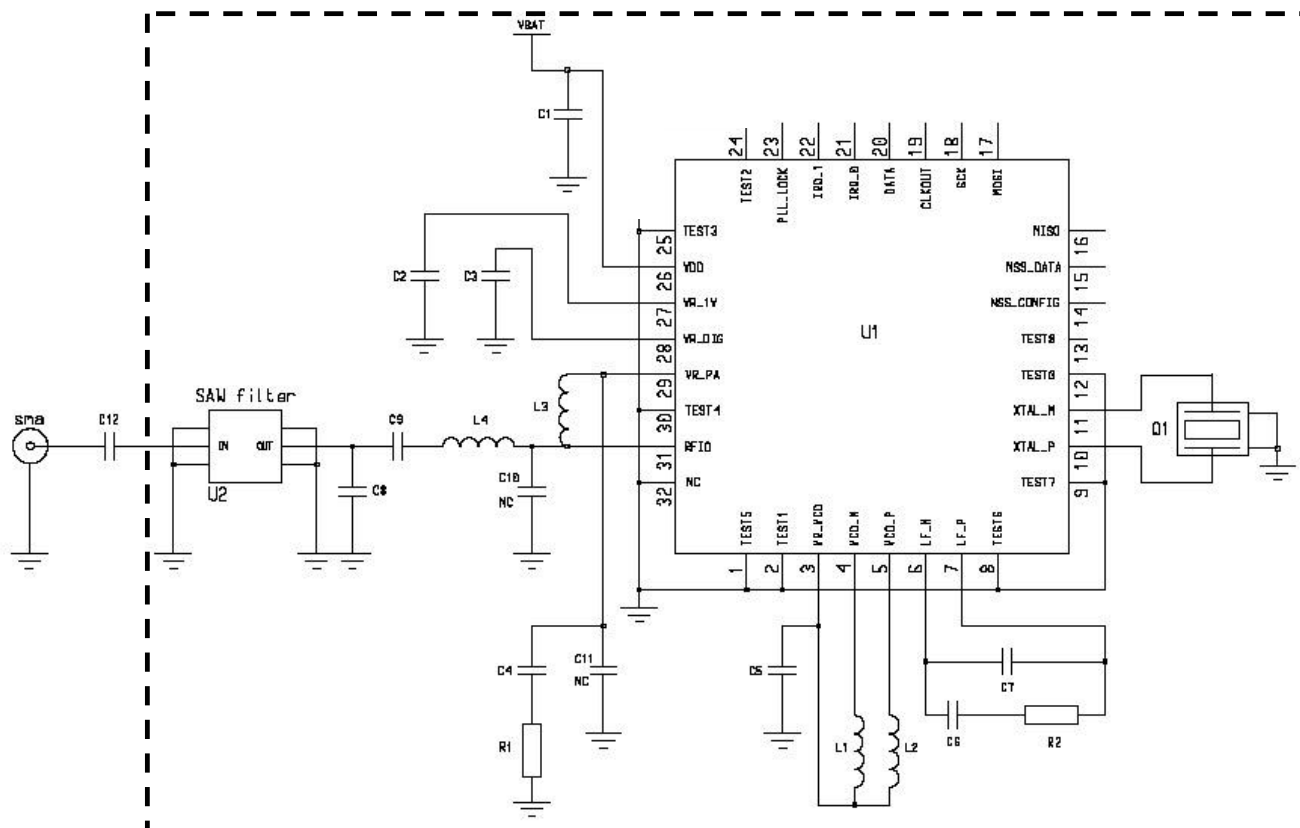 VBAT
C1
24 23 22 21 20 19 18 17
TEST2 PLL_LOCK IRQ_1 IRQ_0 DATA CLKOUT SCK MOSI
TEST3
25
VDD
26
VR_1V
27
VR_DIG
28
VR_PA
29
TEST4
30
RFIO
31
NC
32
MISO
16
NSS_DATA
15
NSS_CONFIG
14
TEST8
13
12
XTAL_M
11
XTAL_P
10
TEST7
9
U1
C2
C3
SAW filter
IN OUT
U2
sma
C12
C8
C9
L4
L3
C10
NC
Q1
TEST5 TEST1 VR_VCO VCO_M VCO_P LF_M LF_P TEST6
1 2 3 4 5 6 7 8
C4
C11
NC
R1
C5
L1
L2
C7
C6
R2